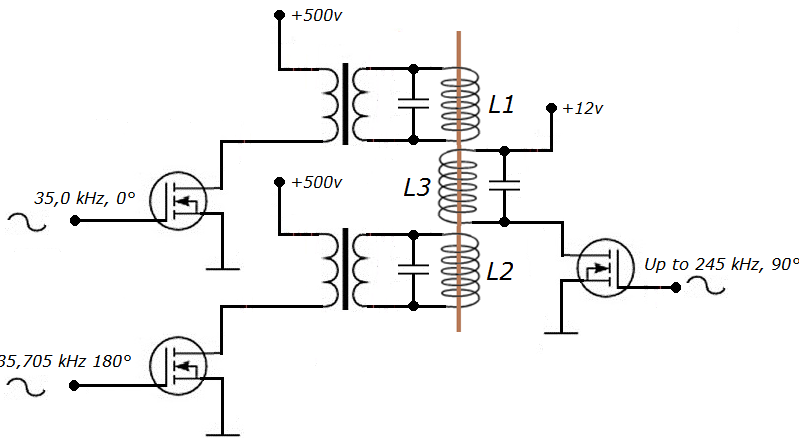 +500v
L1
+12v
35,0 kHz, 0°
+500v
L3
Up to 245 kHz, 90°
L2
35,705 kHz 180°